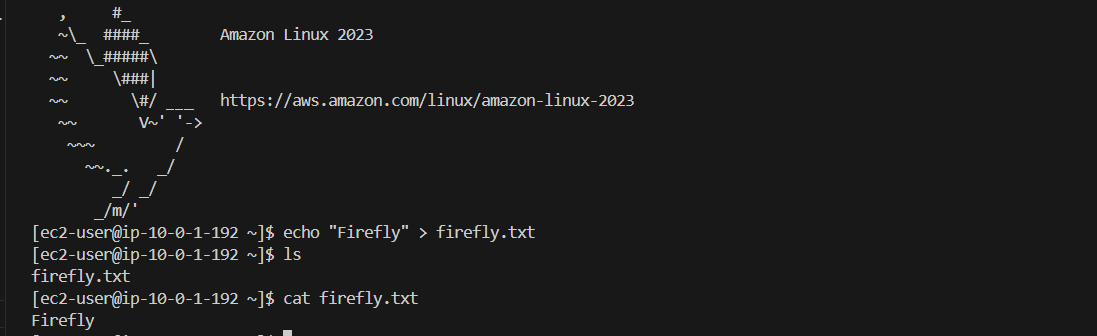 ,     #_
   ~\_  ####_        Amazon Linux 2023
  ~~  \_#####\
  ~~     \###|
  ~~       \#/ ___   https://aws.amazon.com/linux/amazon-linux-2023
   ~~       V~' '->
    ~~~         /
      ~~._.   _/
         _/ _/
       _/m/'
[ec2-user@ip-10-0-1-192 ~]$ echo "Firefly" > firefly.txt
[ec2-user@ip-10-0-1-192 ~]$ ls
firefly.txt
[ec2-user@ip-10-0-1-192 ~]$ cat firefly.txt
Firefly